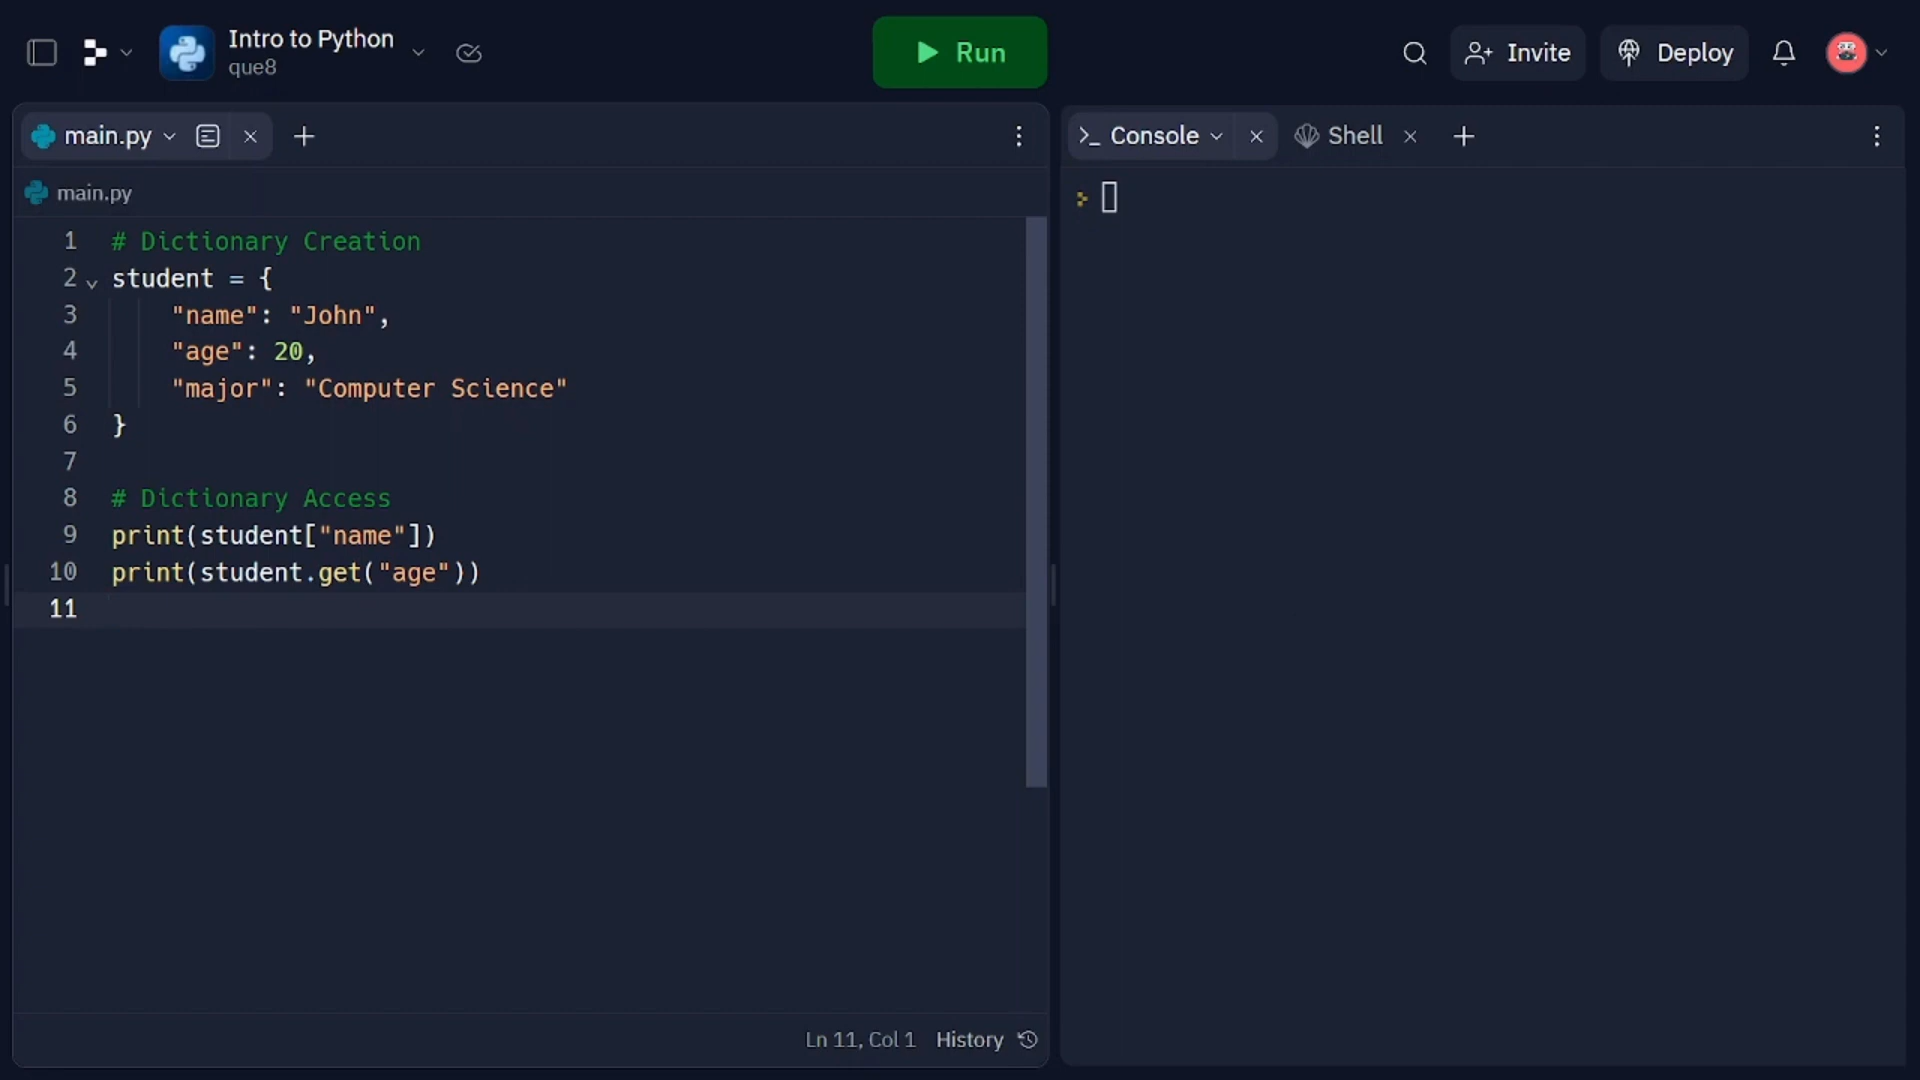 Intro to Python
que8
Run
Invite
Deploy
main.py
>_ Console
Shell
main.py
1 # Dictionary Creation
2 student = {
3 "name": "John",
4 "age": 20,
5 "major": "Computer Science"
6 }
7
8 # Dictionary Access
9 print(student["name"])
10 print(student.get("age"))
11
Ln 11, Col 1 History